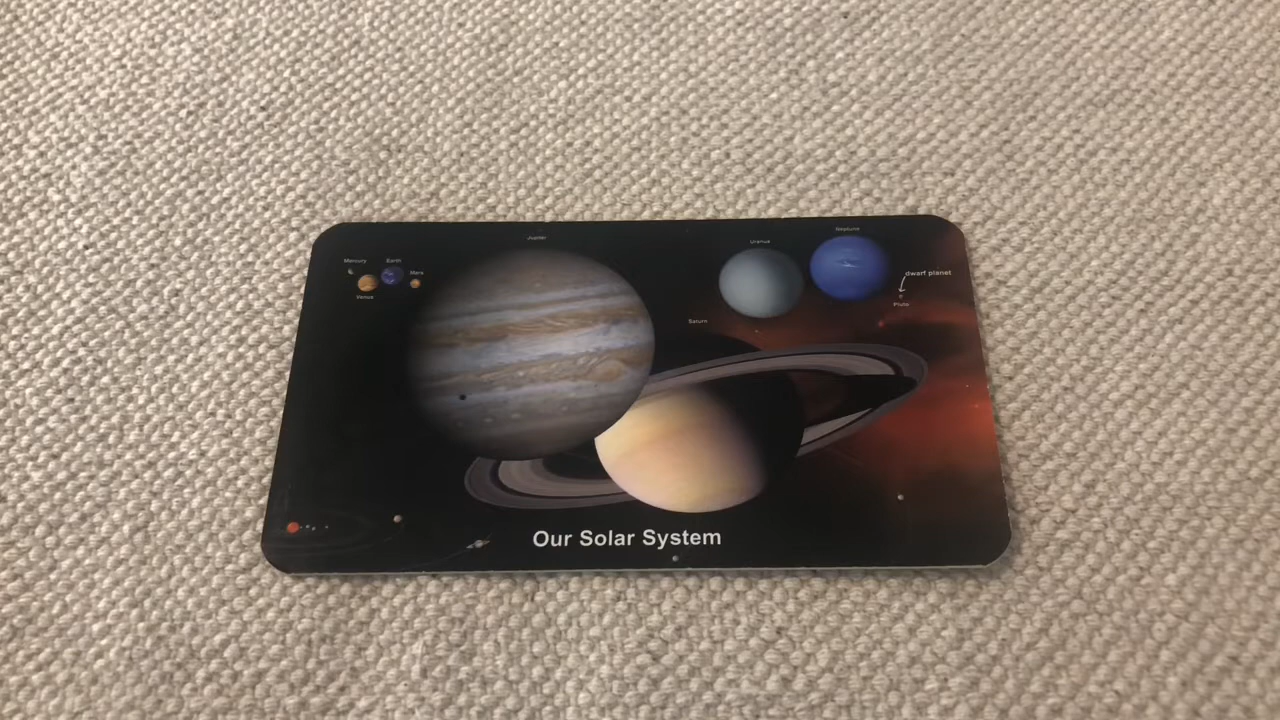 Jupiter
Mercury
Earth
Mars
Venus
Uranus
Neptune
dwarf planet
Pluto
Saturn
Our Solar System